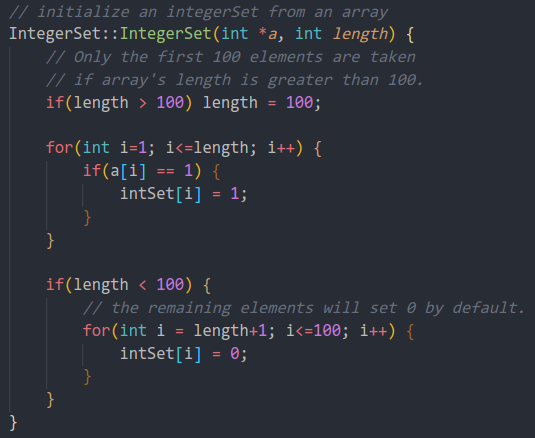 // initialize an integerSet from an array
IntegerSet::IntegerSet(int *a, int length) {
    // Only the first 100 elements are taken
    // if array's length is greater than 100.
    if(length > 100) length = 100;

    for(int i=1; i<=length; i++) {
        if(a[i] == 1) {
            intSet[i] = 1;
        }
    }

    if(length < 100) {
        // the remaining elements will set 0 by default.
        for(int i = length+1; i<=100; i++) {
            intSet[i] = 0;
        }
    }
}